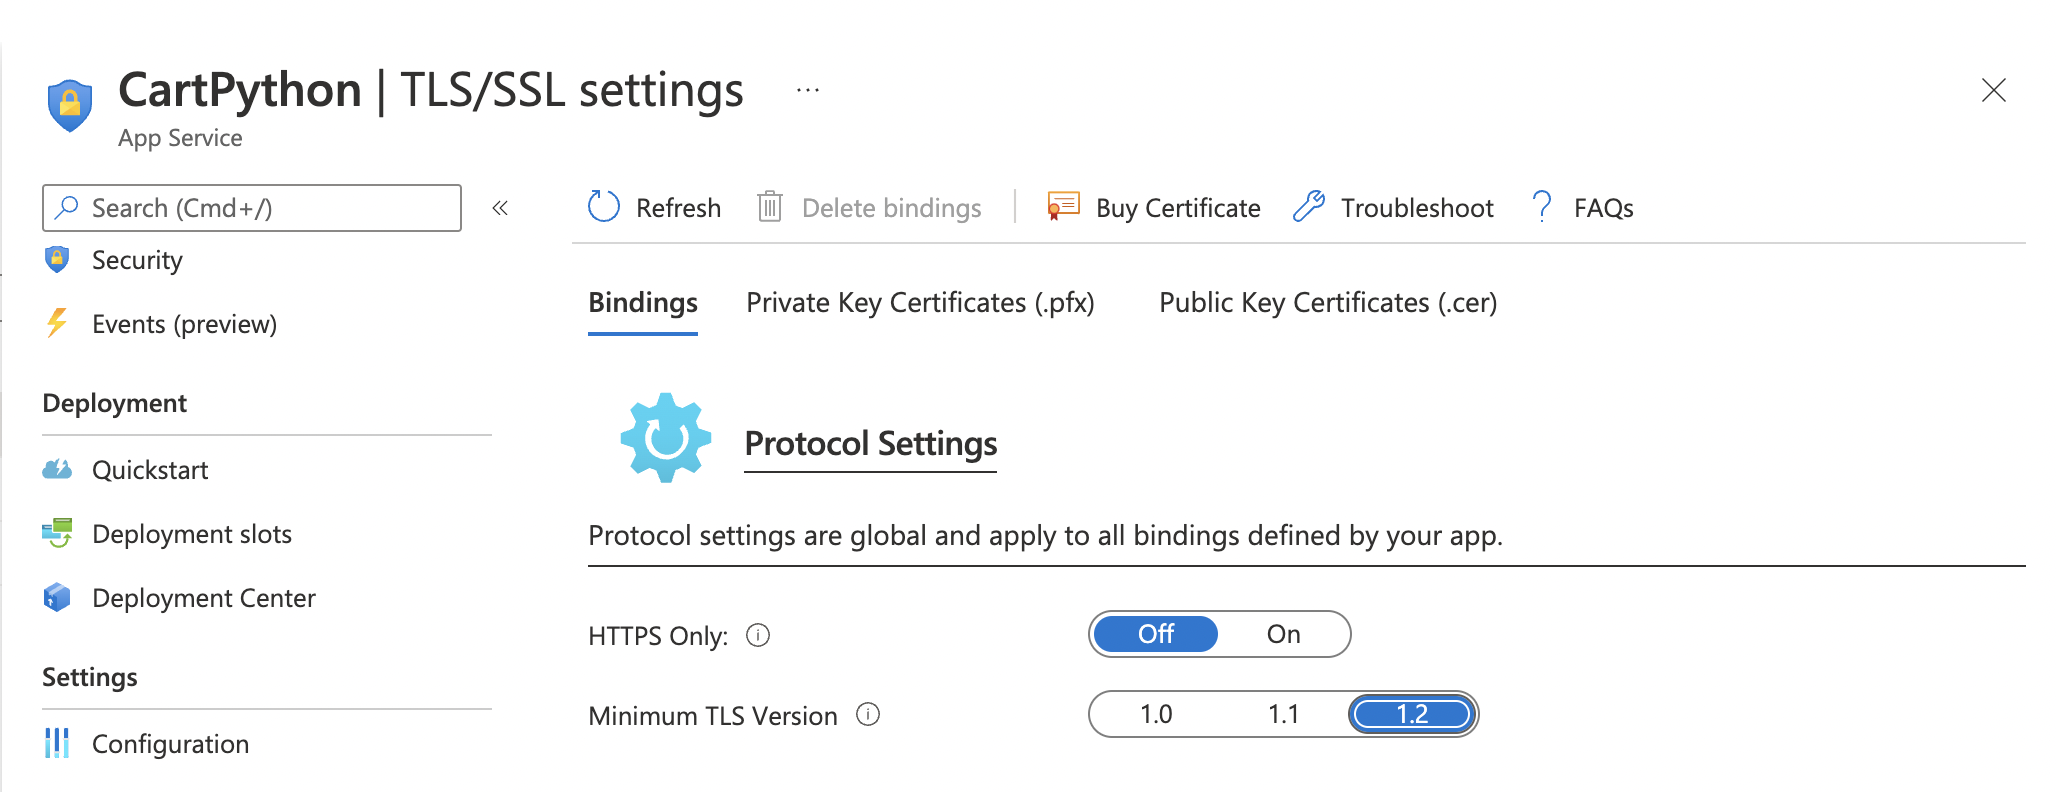 CartPython | TLS/SSL settings ...
App Service
Search (Cmd+/)
«
Security
Events (preview)
Deployment
Quickstart
Deployment slots
Deployment Center
Settings
Configuration
Refresh Delete bindings Buy Certificate Troubleshoot FAQs
Bindings Private Key Certificates (.pfx) Public Key Certificates (.cer)
Protocol Settings
Protocol settings are global and apply to all bindings defined by your app.
HTTPS Only: Off On
Minimum TLS Version 1.0 1.1 1.2